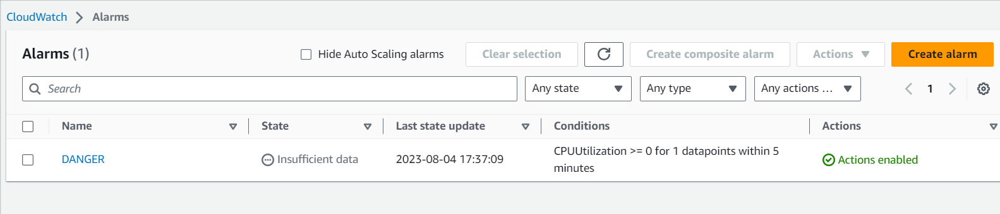 CloudWatch > Alarms
Alarms (1)
Hide Auto Scaling alarms
Clear selection
Create composite alarm
Actions
Create alarm
Search
Any state
Any type
Any actions ...
1
Name
State
Last state update
Conditions
Actions
DANGER
Insufficient data
2023-08-04 17:37:09
CPUUtilization >= 0 for 1 datapoints within 5
minutes
Actions enabled